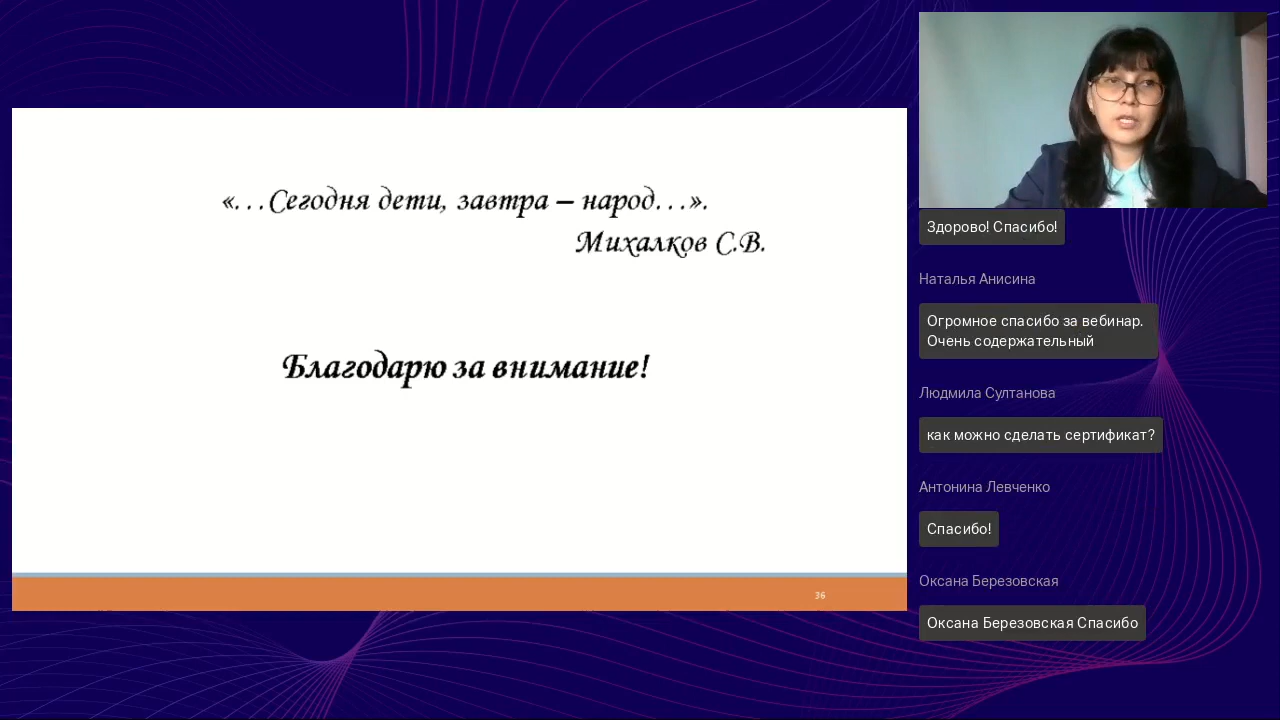 «…Сегодня дети, завтра – народ…».
Михалков С.В.
Благодарю за внимание!
36
Здорово! Спасибо!
Наталья Анисина
Огромное спасибо за вебинар.
Очень содержательный
Людмила Султанова
как можно сделать сертификат?
Антонина Левченко
Спасибо!
Оксана Березовская
Оксана Березовская Спасибо